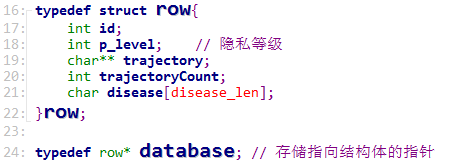 16: typedef struct row{
17: int id;
18: int p_level; // 隐私等级
19: char** trajectory;
20: int trajectoryCount;
21: char disease[disease_len];
22: }row;
23:
24: typedef row* database; // 存储指向结构体的指针